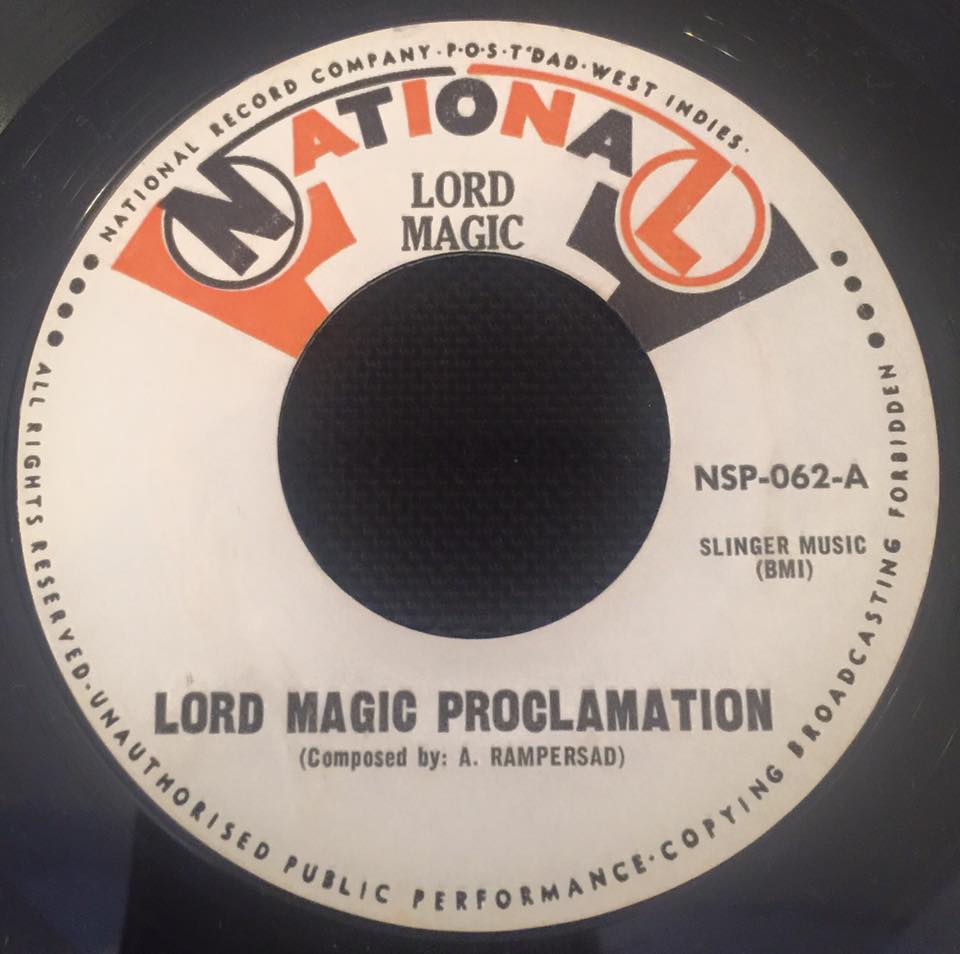 NATIONAL RECORD COMPANY·P·O·S·T'DAD·WEST INDIES·
NATIONAL
LORD
MAGIC
NSP-062-A
SLINGER MUSIC
(BMI)
LORD MAGIC PROCLAMATION
(Composed by: A. RAMPERSAD)
ALL RIGHTS RESERVED·UNAUTHORISED PUBLIC PERFORMANCE·COPYING BROADCASTING FORBIDDEN